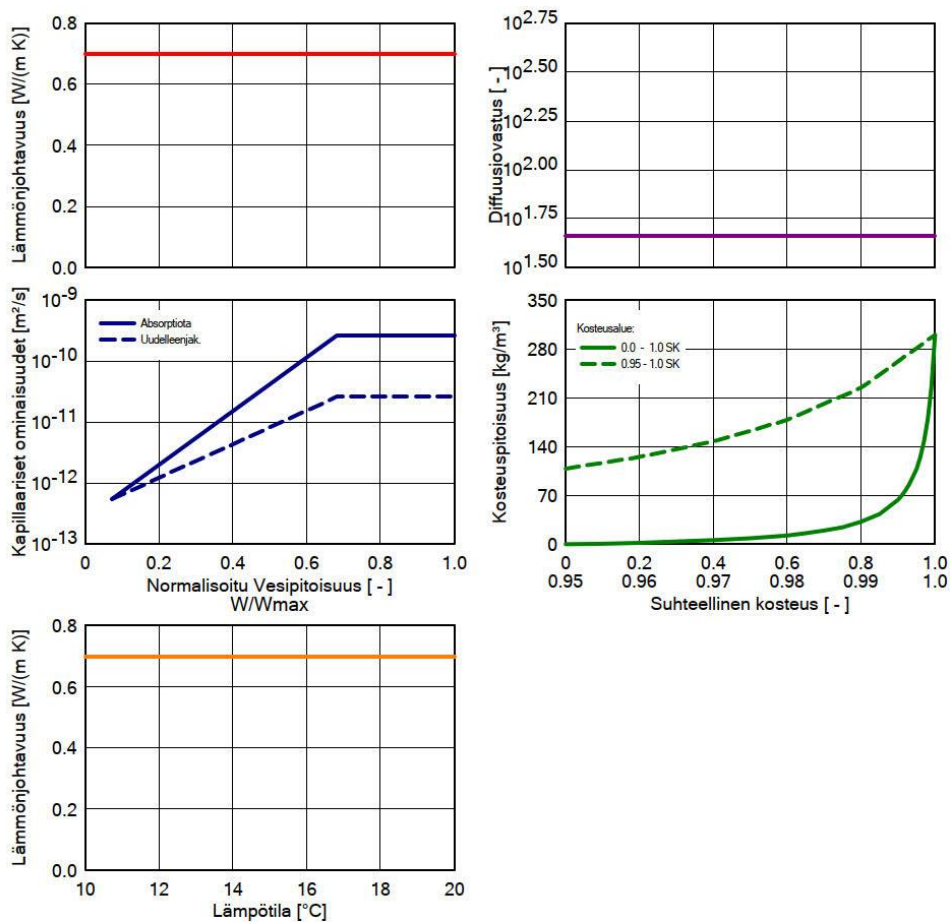 Lämmönjohtavuus [W/(m K)]
0.8
0.6
0.4
0.2
0.0
Diffuusiovastus [ - ]
10^2.75
10^2.50
10^2.25
10^2.00
10^1.75
10^1.50
Kapillaariset ominaisuudet [m²/s]
10^-9
10^-10
10^-11
10^-12
10^-13
Absorptiota
Uudelleenjak.
0 0.2 0.4 0.6 0.8 1.0
Normalisoitu Vesipitoisuus [ - ]
W/Wmax
Kosteuspitoisuus [kg/m³]
350
280
210
140
70
0
Kosteusalue:
0.0 - 1.0 SK
0.95 - 1.0 SK
0 0.2 0.4 0.6 0.8 1.0
0.95 0.96 0.97 0.98 0.99 1.0
Suhteellinen kosteus [ - ]
Lämmönjohtavuus [W/(m K)]
0.8
0.6
0.4
0.2
0.0
10 12 14 16 18 20
Lämpötila [°C]